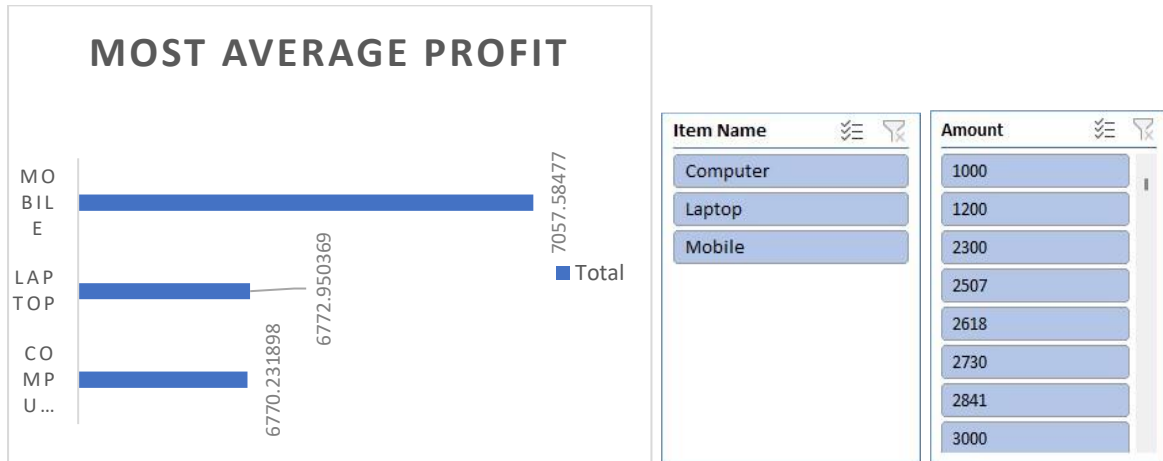 MOST AVERAGE PROFIT
MO
BIL
E
7057.58477
LAP
TOP
6772.950369
CO
MP
U...
6770.231898
Total
Item Name
Computer
Laptop
Mobile
Amount
1000
1200
2300
2507
2618
2730
2841
3000